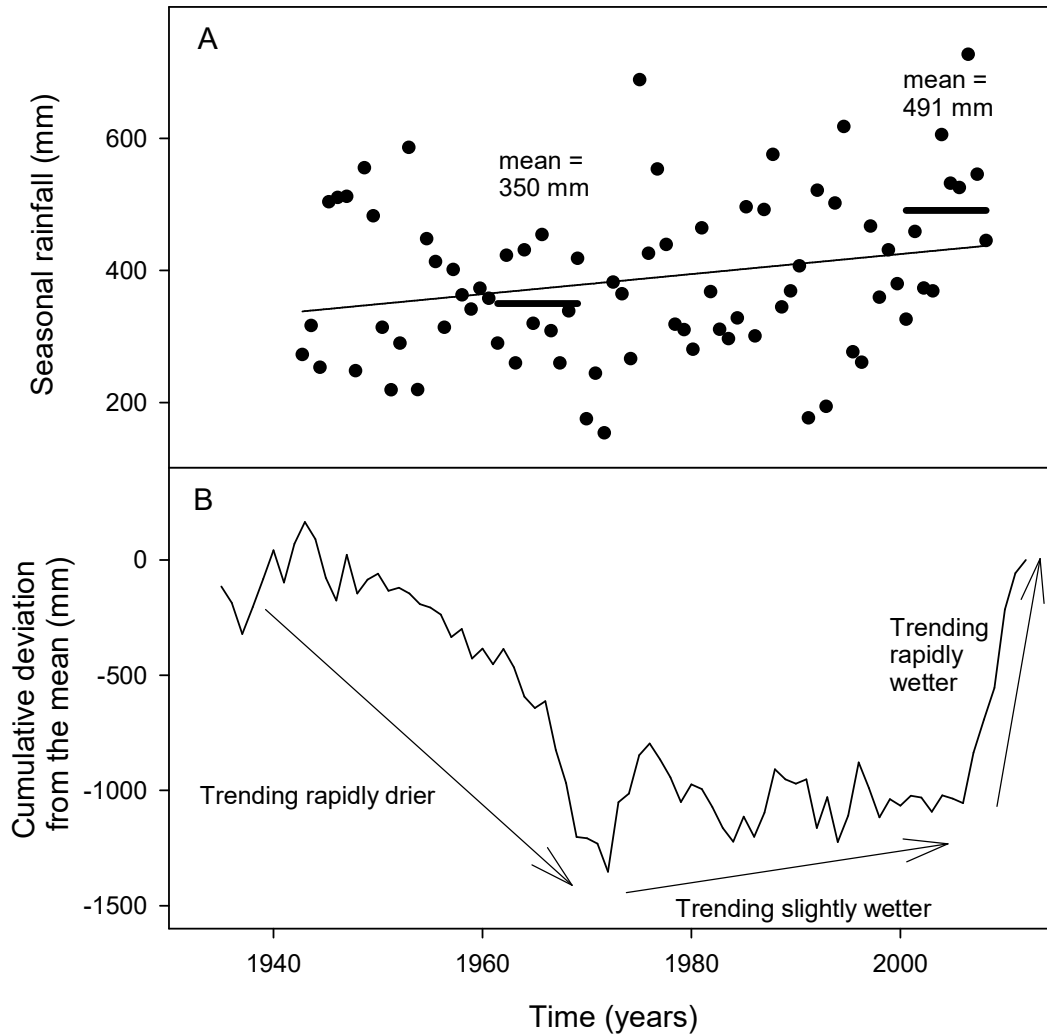 A
Seasonal rainfall (mm)
600
400
200
mean =
350 mm
mean =
491 mm
B
Cumulative deviation
from the mean (mm)
0
-500
-1000
-1500
Trending rapidly drier
Trending slightly wetter
Trending
rapidly
wetter
1940
1960
1980
2000
Time (years)